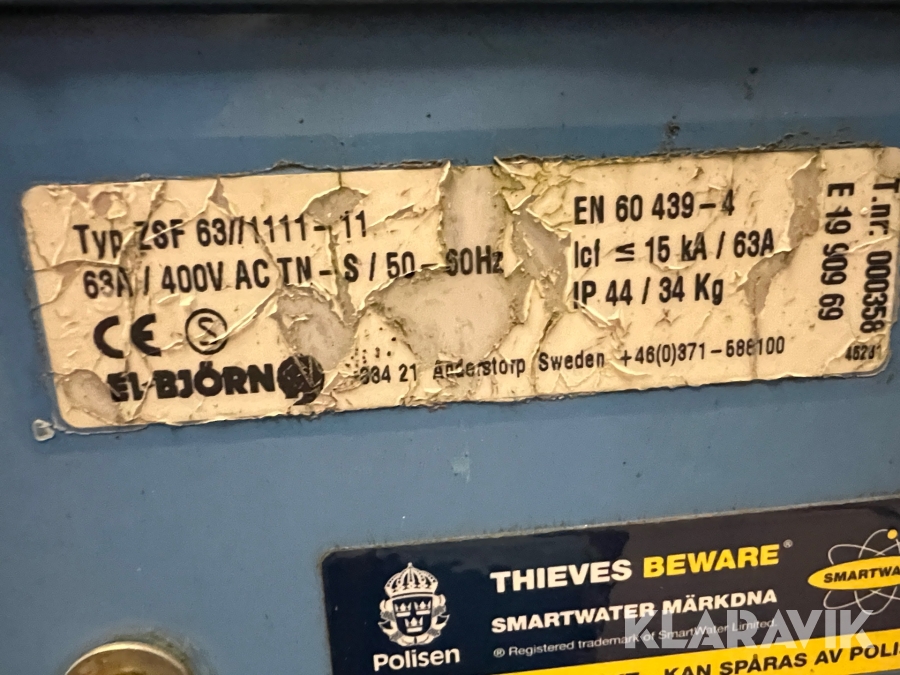 Typ ZSF 63//1111-11
63A / 400V AC TN-S / 50-60Hz
EN 60 439-4
Icf ≤ 15 kA / 63A
IP 44 / 34 Kg
E 19 909 69
T.nr. 000358
CE S
El-BJÖRN
334 21 Anderstorp Sweden +46(0)371-588100
THIEVES BEWARE®
SMARTWATER MÄRKDNA
® Registered trademark of SmartWater Limited.
Polisen
KAN SPÅRAS AV
KLARAVIK